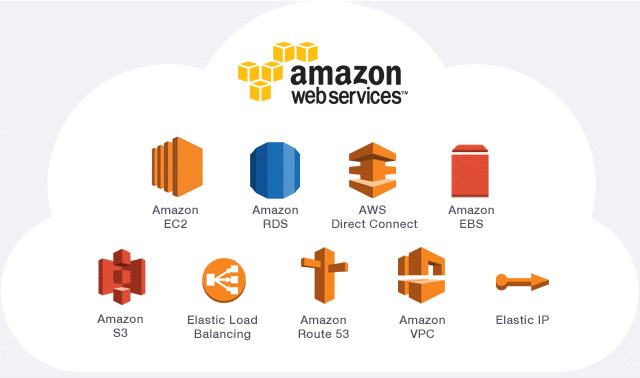 amazon
webservices™
Amazon
EC2
Amazon
RDS
AWS
Direct Connect
Amazon
EBS
Amazon
S3
Elastic Load
Balancing
Amazon
Route 53
Amazon
VPC
Elastic IP